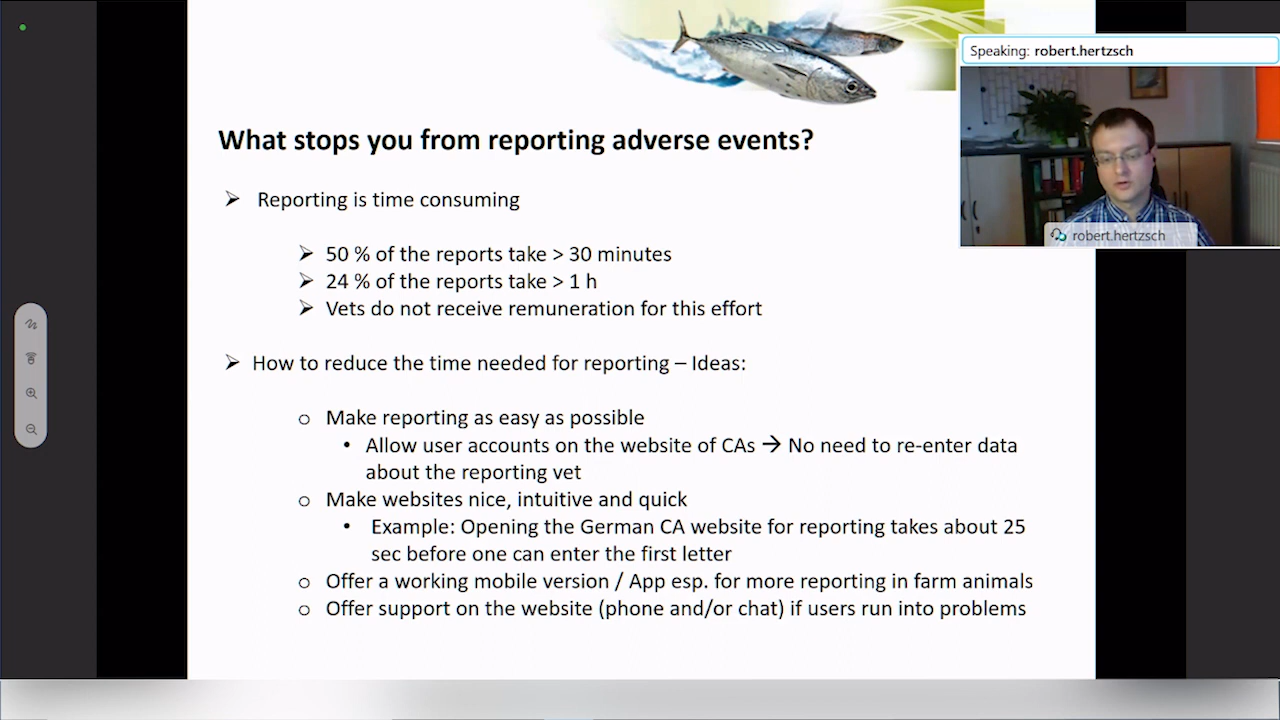 Speaking: robert.hertzsch
robert.hertzsch
What stops you from reporting adverse events?
➢ Reporting is time consuming
➢ 50 % of the reports take > 30 minutes
➢ 24 % of the reports take > 1 h
➢ Vets do not receive remuneration for this effort
➢ How to reduce the time needed for reporting – Ideas:
o Make reporting as easy as possible
• Allow user accounts on the website of CAs → No need to re-enter data
about the reporting vet
o Make websites nice, intuitive and quick
• Example: Opening the German CA website for reporting takes about 25
sec before one can enter the first letter
o Offer a working mobile version / App esp. for more reporting in farm animals
o Offer support on the website (phone and/or chat) if users run into problems